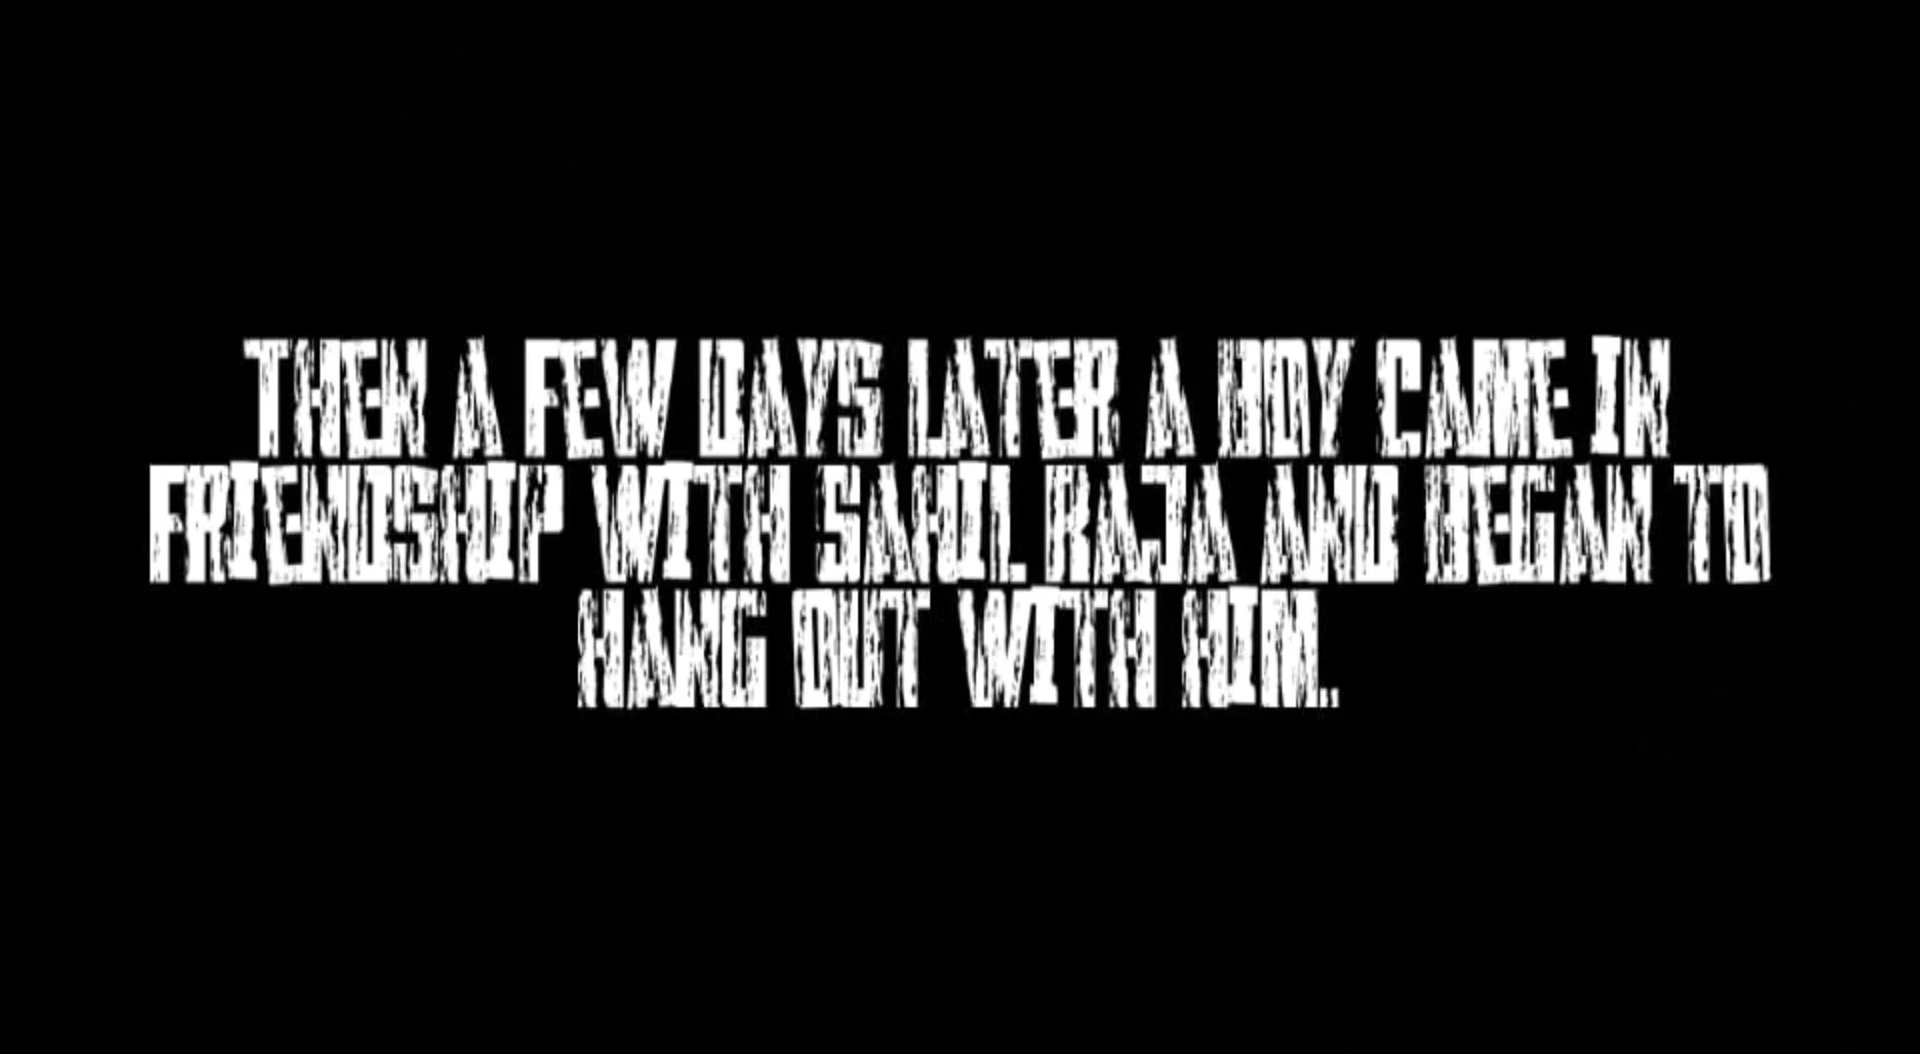 THEN A FEW DAYS LATER A BOY CAME IN
FRIENDSHIP WITH SAHIL RAJA AND BEGAN TO
HANG OUT WITH HIM..